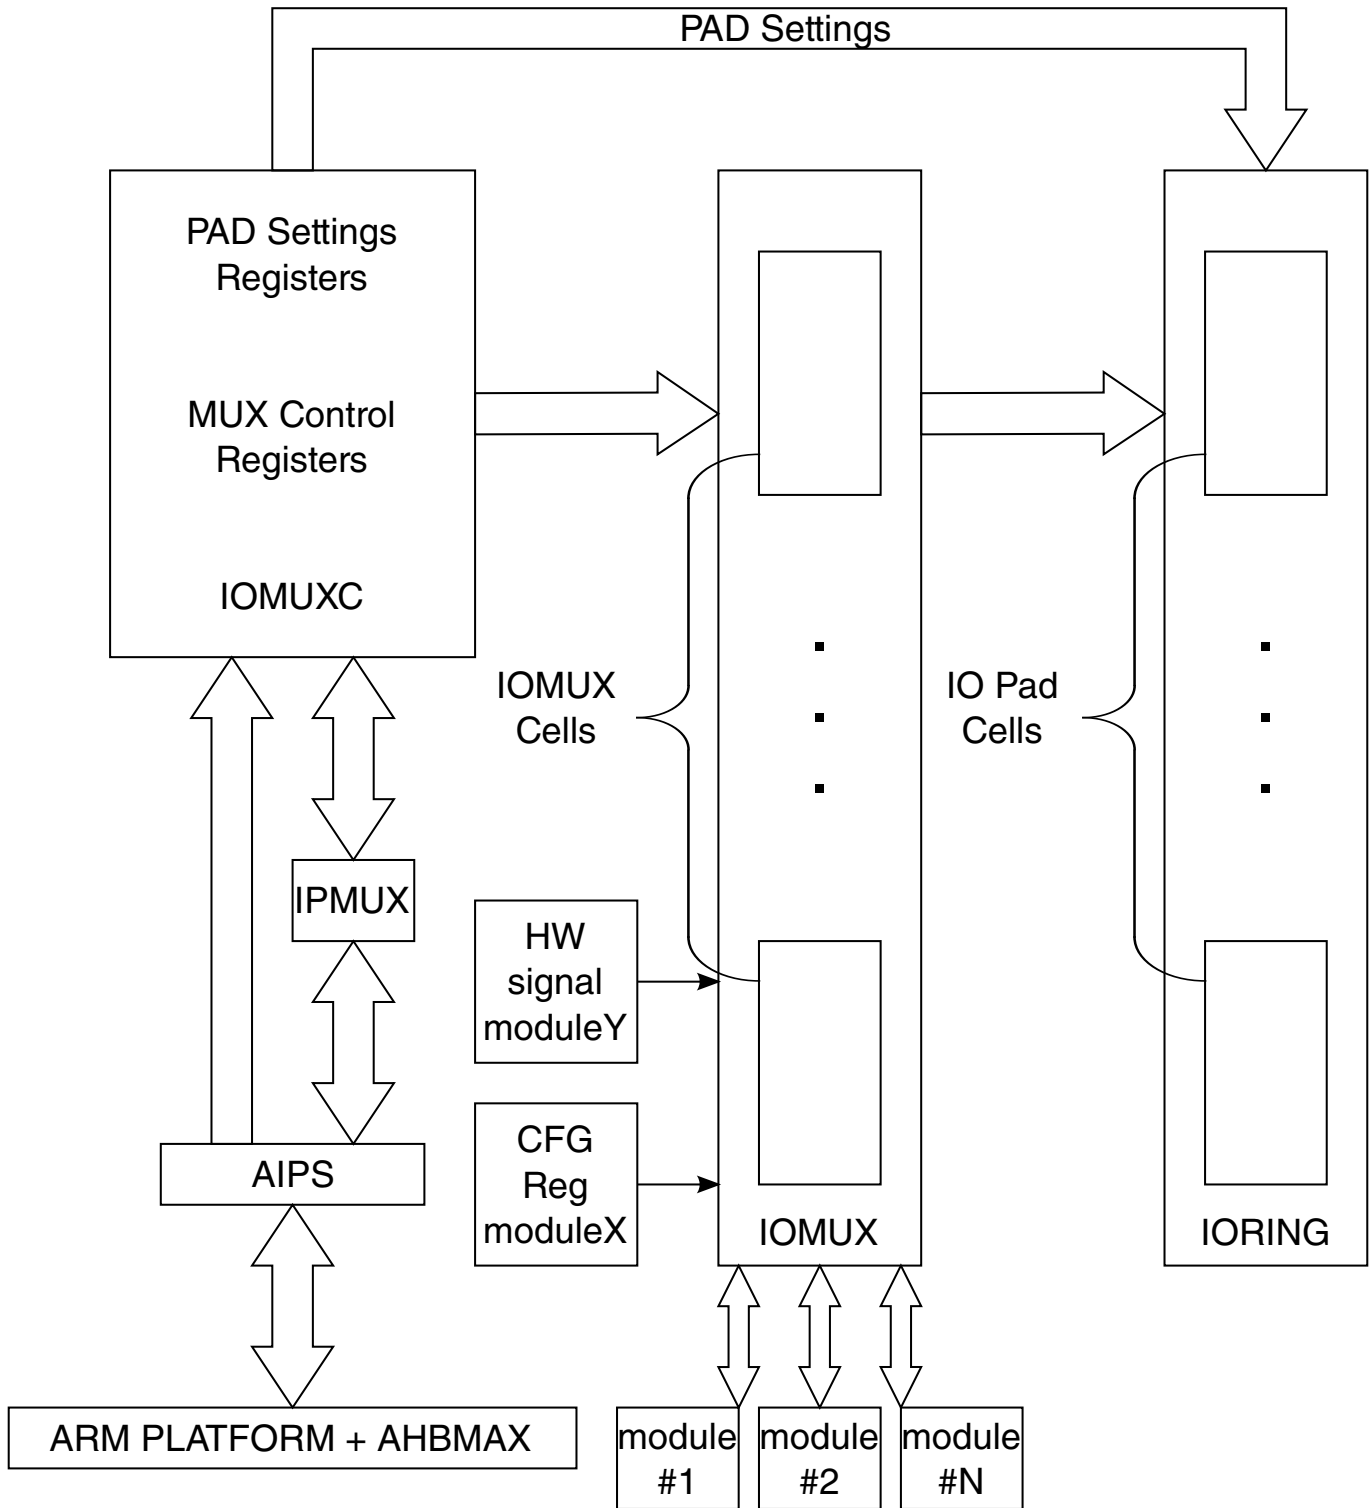 PAD Settings
PAD Settings
Registers
MUX Control
Registers
IOMUXC
IOMUX
Cells
IO Pad
Cells
IPMUX
HW
signal
moduleY
CFG
Reg
moduleX
AIPS
IOMUX
IORING
ARM PLATFORM + AHBMAX
module
#1
module
#2
module
#N